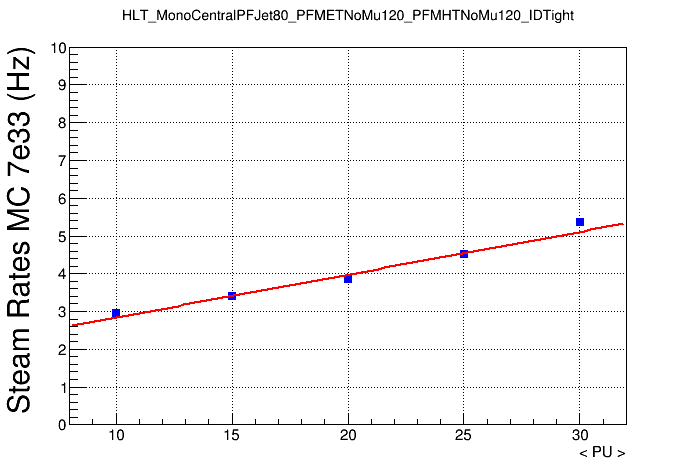 HLT_MonoCentralPFJet80_PFMETNoMu120_PFMHTNoMu120_IDTight
Steam Rates MC 7e33 (Hz)
10
9
8
7
6
5
4
3
2
1
0
10 15 20 25 30
< PU >